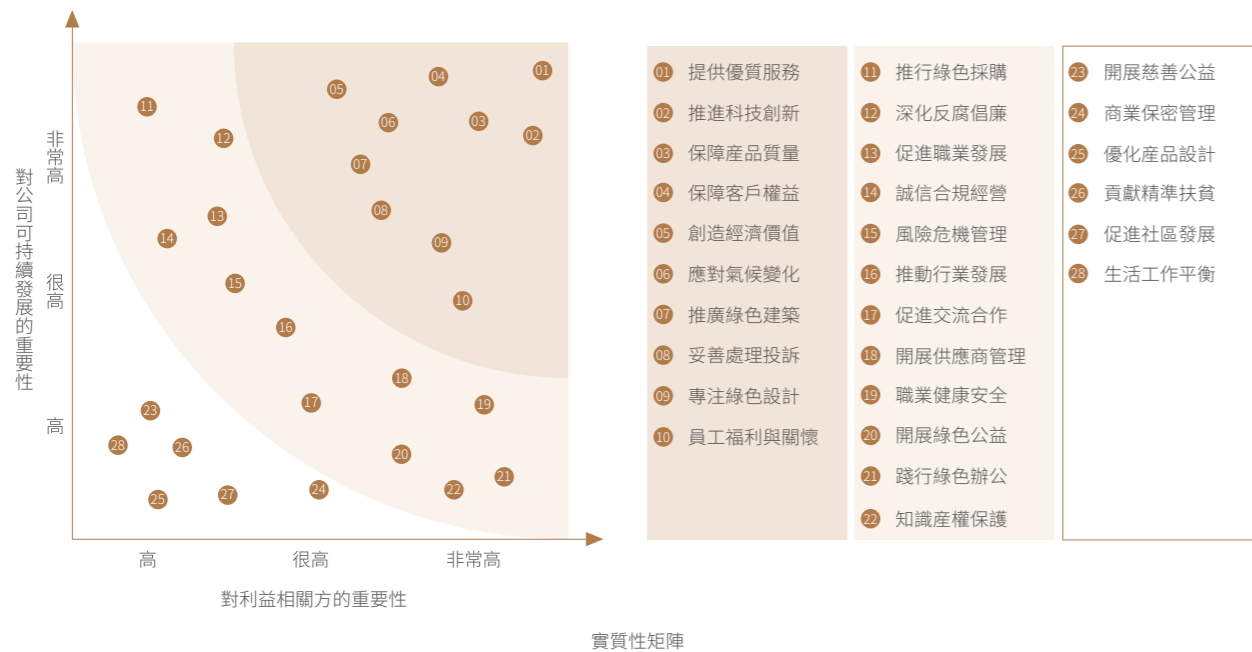 對公司可持續發展的重要性
非常高
很高
高
11
12
13
14
15
16
17
18
19
20
21
22
23
24
25
26
27
28
01
02
03
04
05
06
07
08
09
10
高
很高
非常高
對利益相關方的重要性
01 提供優質服務
02 推進科技創新
03 保障産品質量
04 保障客戶權益
05 創造經濟價值
06 應對氣候變化
07 推廣綠色建築
08 妥善處理投訴
09 專注綠色設計
10 員工福利與關懷
11 推行綠色採購
12 深化反腐倡廉
13 促進職業發展
14 誠信合規經營
15 風險危機管理
16 推動行業發展
17 促進交流合作
18 開展供應商管理
19 職業健康安全
20 開展綠色公益
21 踐行綠色辦公
22 知識産權保護
23 開展慈善公益
24 商業保密管理
25 優化産品設計
26 貢獻精準扶貧
27 促進社區發展
28 生活工作平衡
實質性矩陣